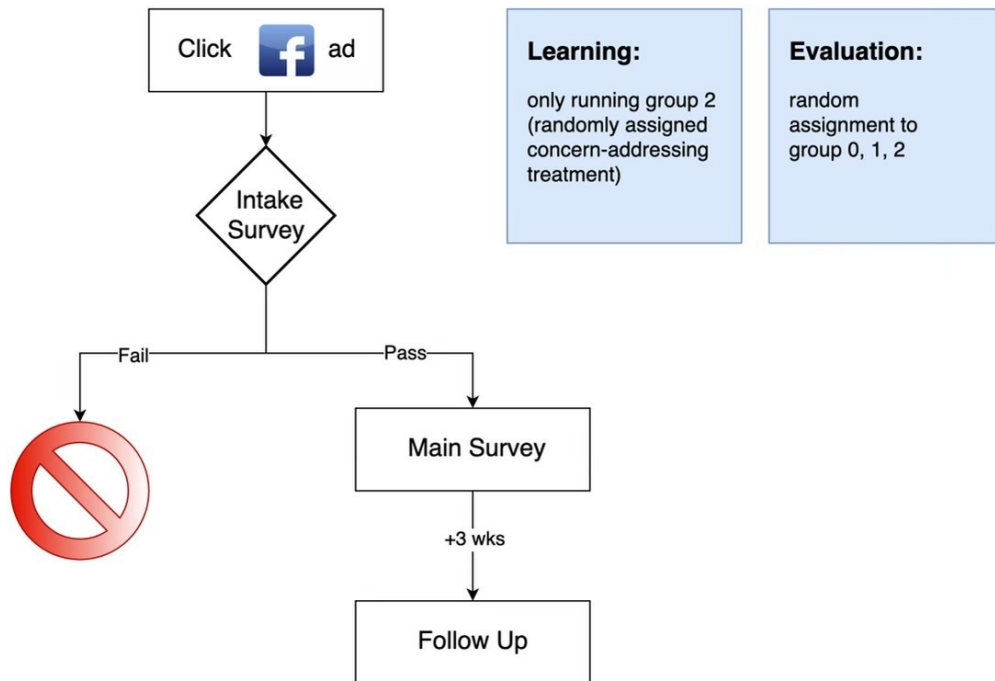 Click f ad
Intake
Survey
Fail
Pass
Main Survey
+3 wks
Follow Up
Learning:
only running group 2
(randomly assigned
concern-addressing
treatment)
Evaluation:
random
assignment to
group 0, 1, 2